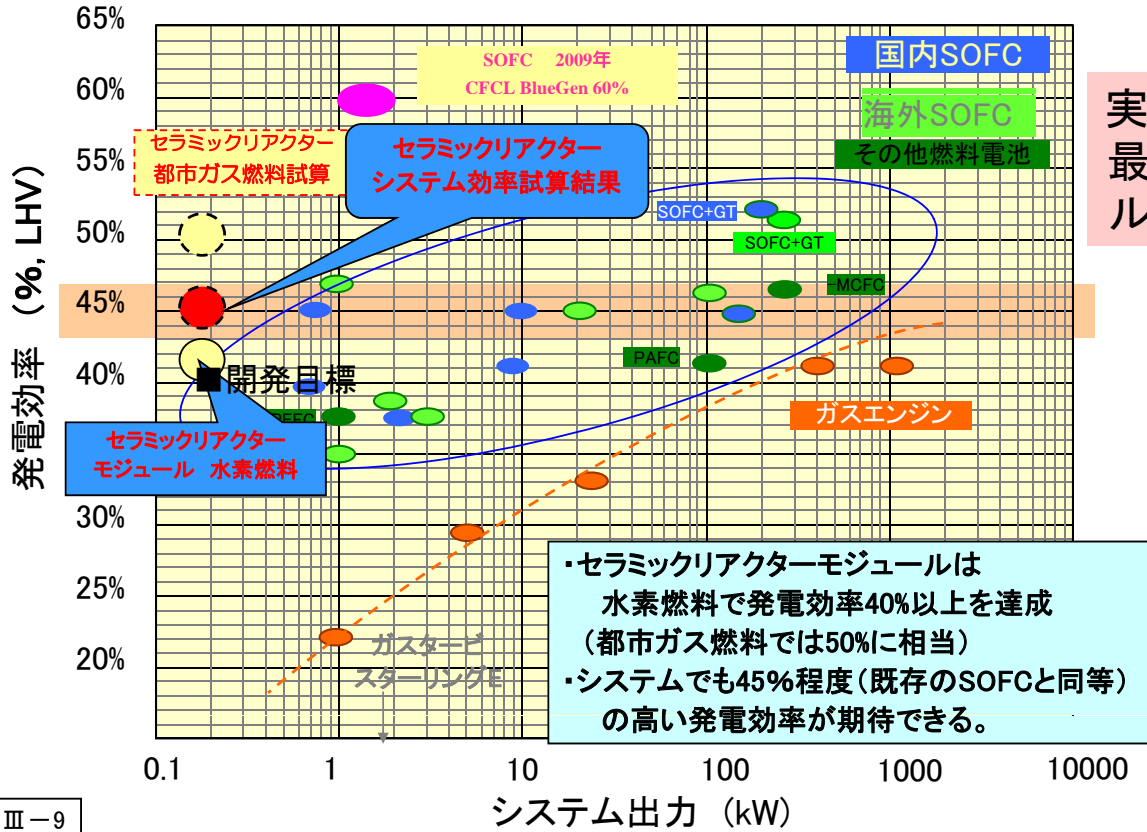 65%
60%
55%
50%
45%
40%
30%
25%
20%
発電効率 (%, LHV)
SOFC 2009年
CFCL BlueGen 60%
国内SOFC
海外SOFC
その他燃料電池
実
最
ル
セラミックリアクター
都市ガス燃料試算
セラミックリアクター
システム効率試算結果
SOFC+GT
SOFC+GT
-MCFC
PAFC
開発目標
セラミックリアクター
モジュール 水素燃料
ガスエンジン
ガスタービ
スターリングE
・セラミックリアクターモジュールは
水素燃料で発電効率40%以上を達成
(都市ガス燃料では50%に相当)
・システムでも45%程度(既存のSOFCと同等)
の高い発電効率が期待できる。
0.1
1
10
100
1000
10000
システム出力 (kW)
Ⅲ-9